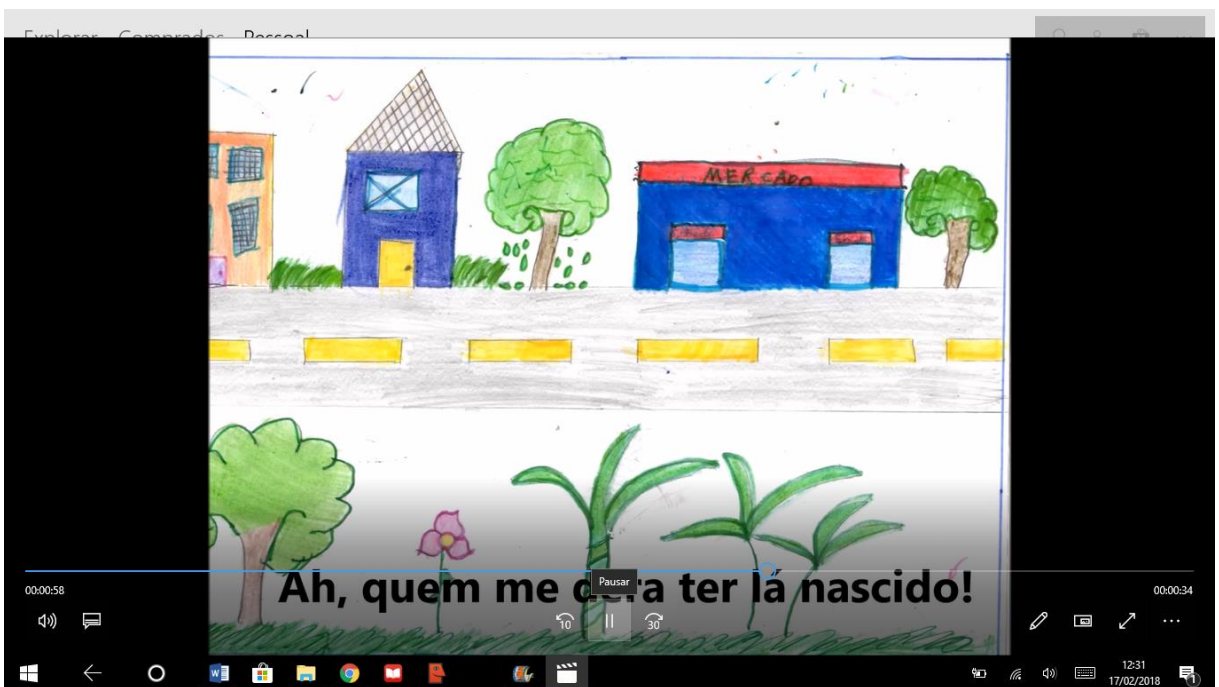 Explorar Comprados Pessoal
MERCADO
Ah, quem me dera ter lá nascido!
Pausar
00:00:58
00:00:34
10
30
W
12:31
17/02/2018
1